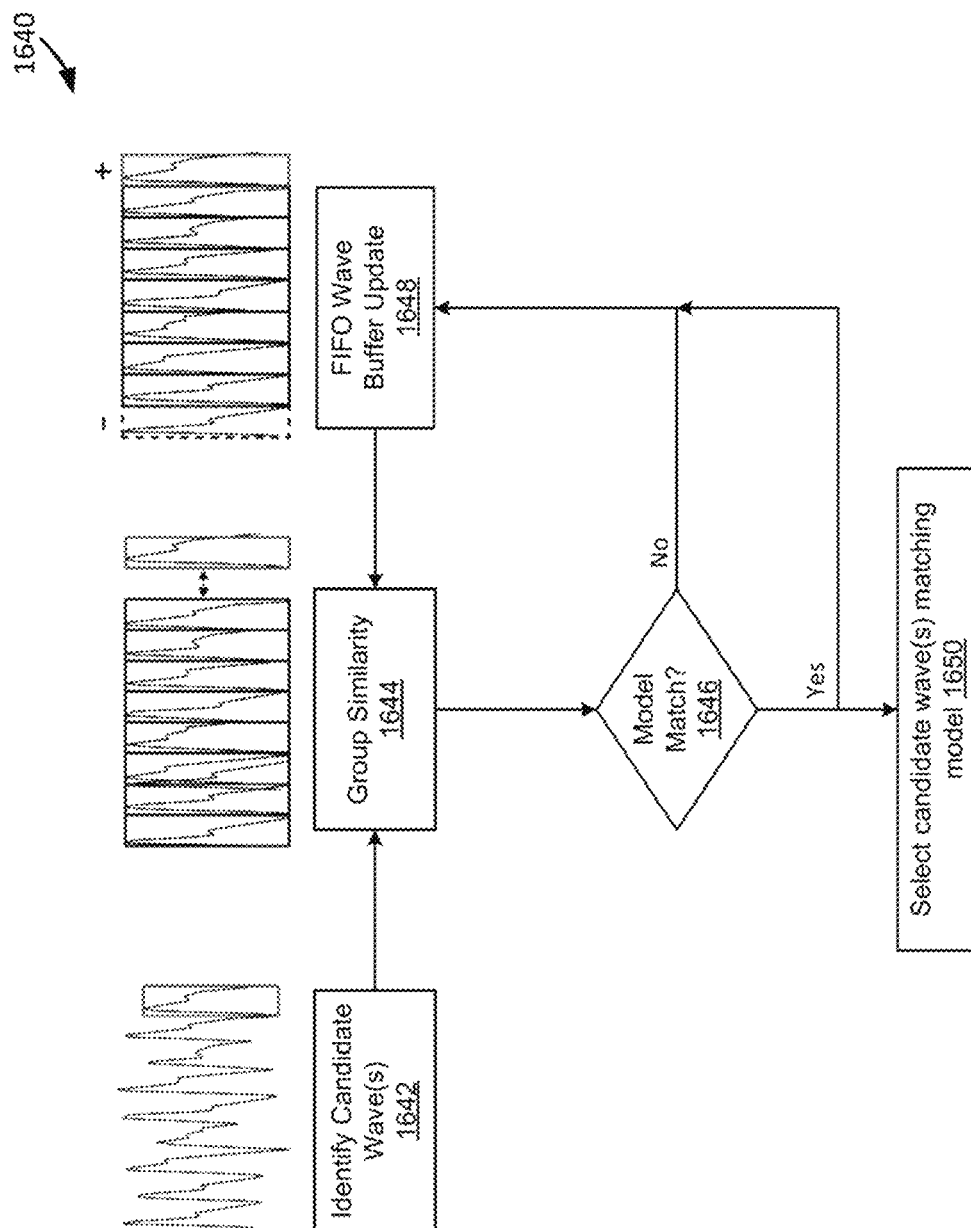 1640
+
-
Identify Candidate
Wave(s)
1642
Group Similarity
1644
FIFO Wave
Buffer Update
1648
Model
Match?
1646
No
Yes
Select candidate wave(s) matching
model 1650